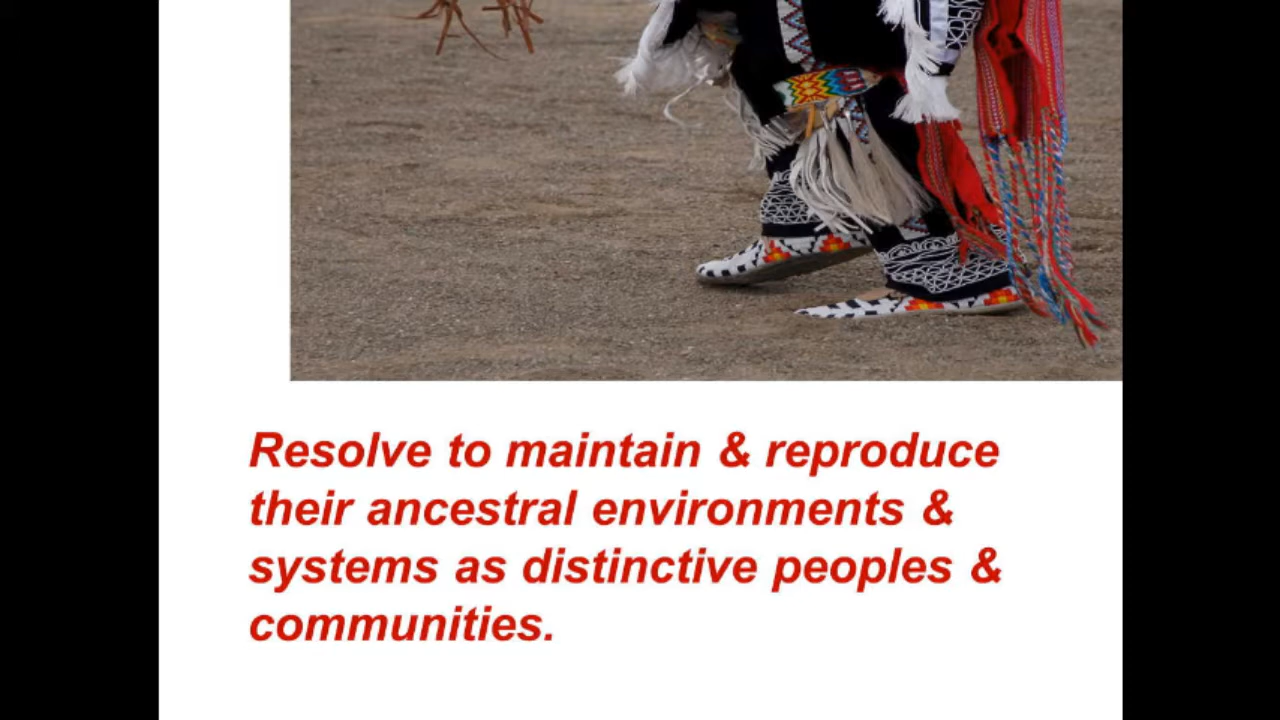 Resolve to maintain & reproduce
their ancestral environments &
systems as distinctive peoples &
communities.